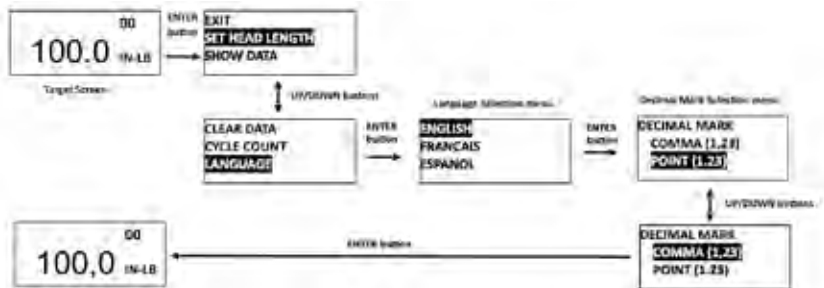 00
100.0 IN-LB
Target Screen
ENTER
button
EXIT
SET HEAD LENGTH
SHOW DATA
UP/DOWN buttons
CLEAR DATA
CYCLE COUNT
LANGUAGE
ENTER
button
Language Selection menu
ENGLISH
FRANCAIS
ESPANOL
ENTER
button
Decimal Mark Selection menu
DECIMAL MARK
COMMA (1,23)
POINT (1.23)
UP/DOWN buttons
DECIMAL MARK
COMMA (1,23)
POINT (1.23)
ENTER button
00
100,0 IN-LB